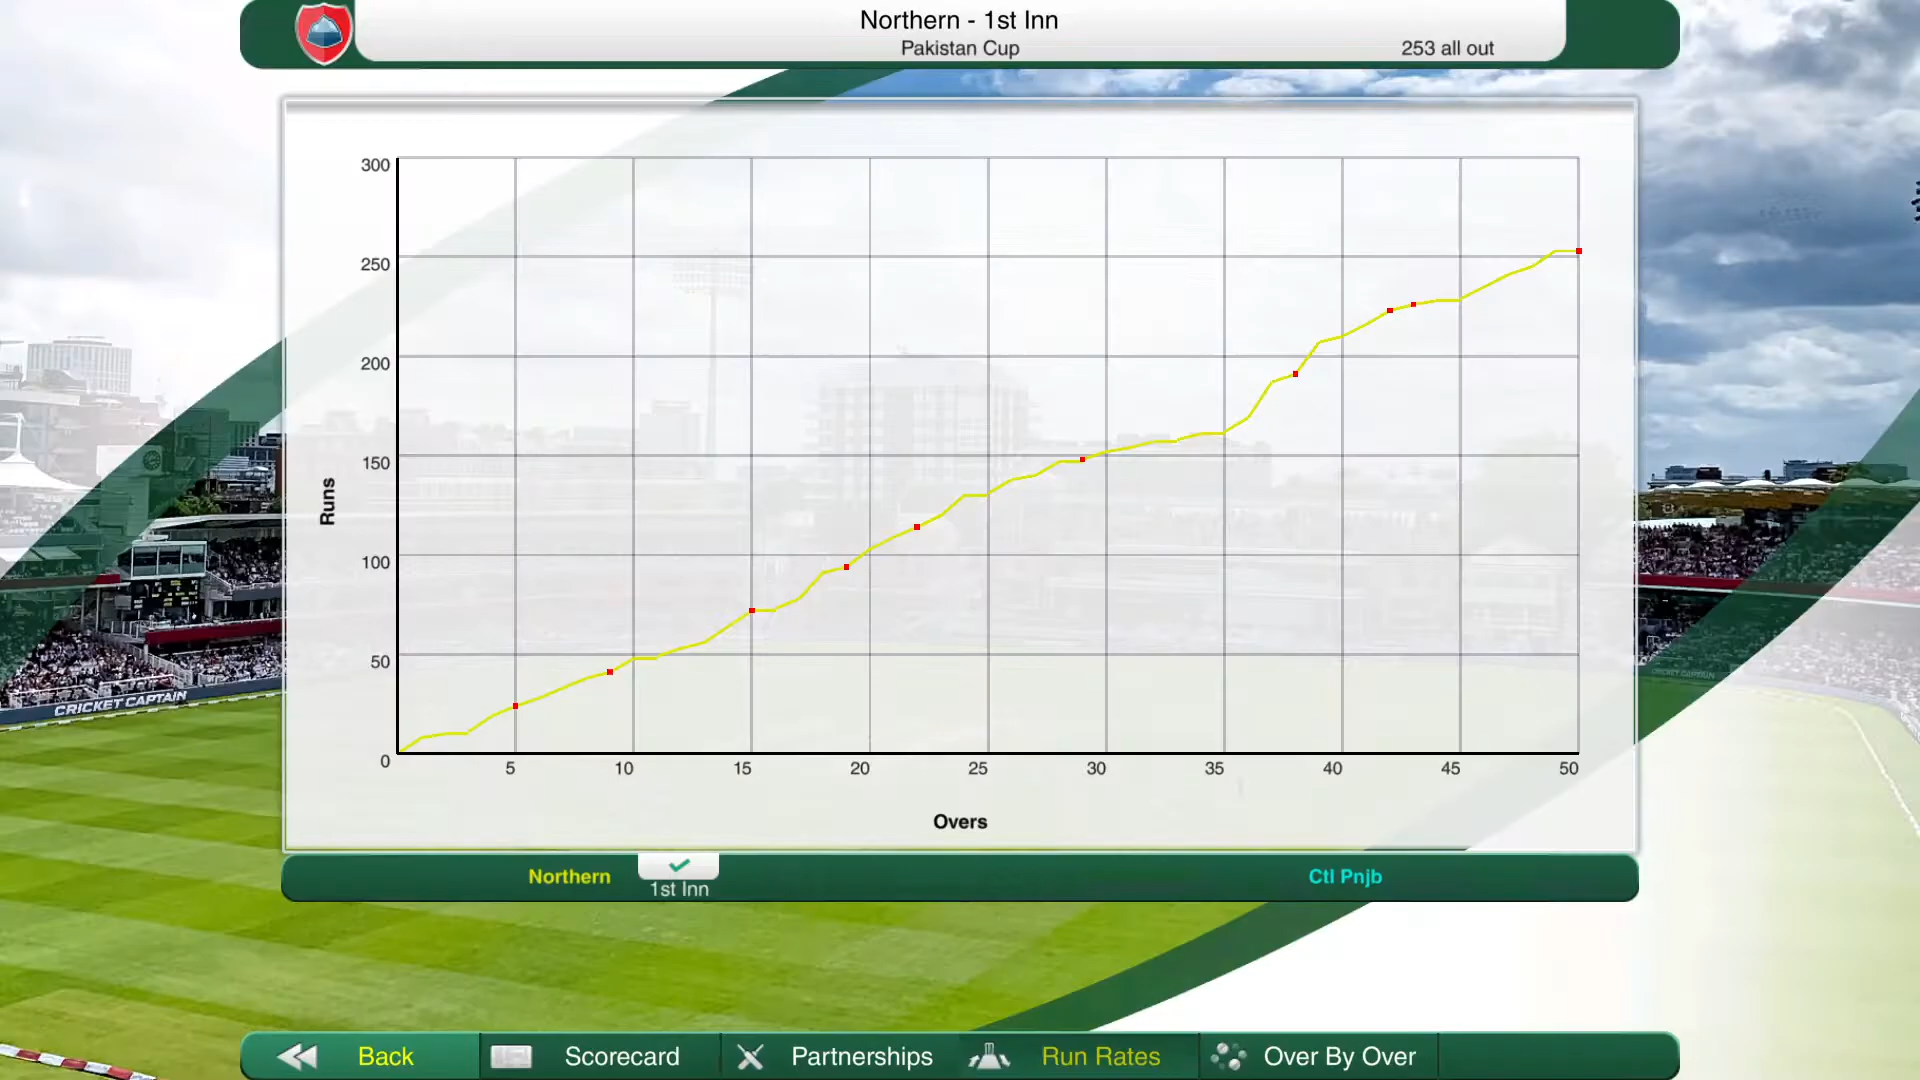 Northern - 1st Inn
Pakistan Cup
253 all out
300
250
200
150
100
50
0
Runs
5 10 15 20 25 30 35 40 45 50
Overs
Northern
1st Inn
Ctl Pnjb
CRICKET CAPTAIN
CRICKET CAPTAIN
Back
Scorecard
Partnerships
Run Rates
Over By Over